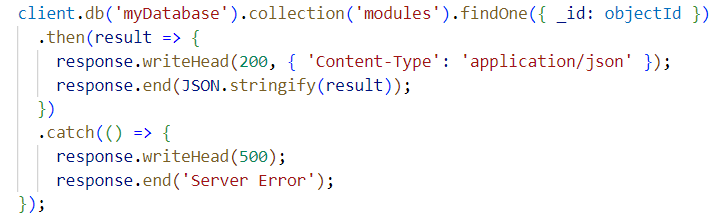 client.db('myDatabase').collection('modules').findOne({ _id: objectId })
  .then(result => {
    response.writeHead(200, { 'Content-Type': 'application/json' });
    response.end(JSON.stringify(result));
  })
  .catch(() => {
    response.writeHead(500);
    response.end('Server Error');
});